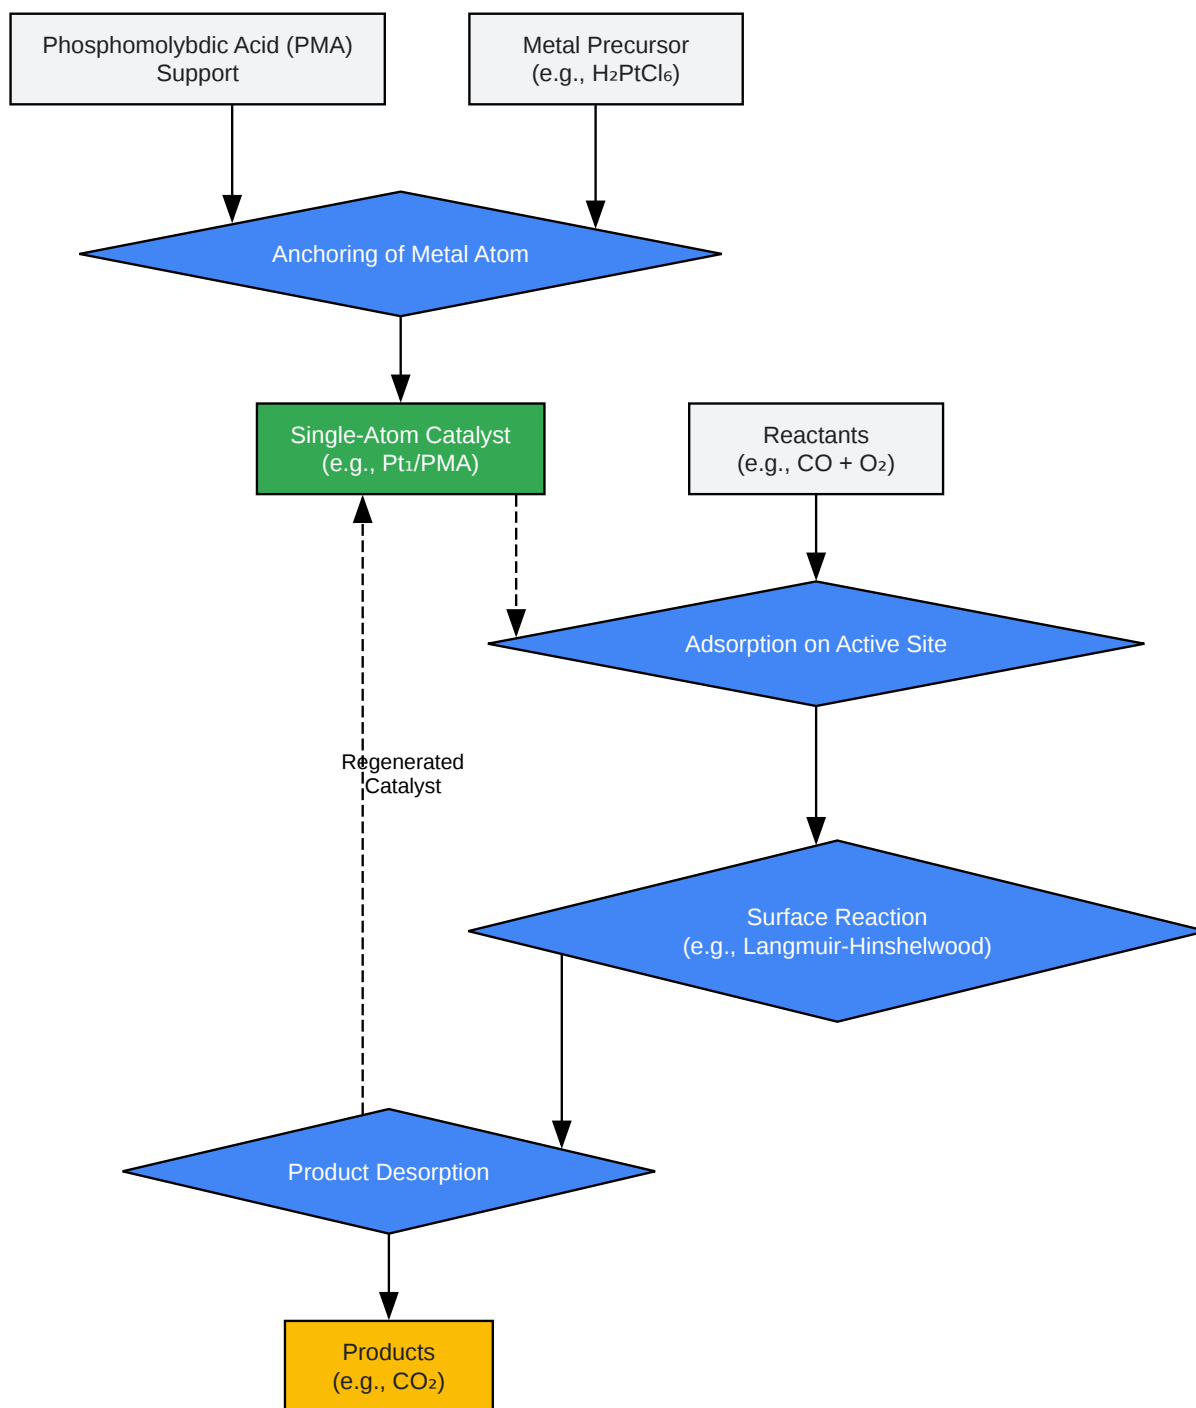 Phosphomolybdic Acid (PMA)
Support
Metal Precursor
(e.g., H₂PtCl₆)
Anchoring of Metal Atom
Single-Atom Catalyst
(e.g., Pt₁/PMA)
Reactants
(e.g., CO + O₂)
Adsorption on Active Site
Regenerated
Catalyst
Surface Reaction
(e.g., Langmuir-Hinshelwood)
Product Desorption
Products
(e.g., CO₂)